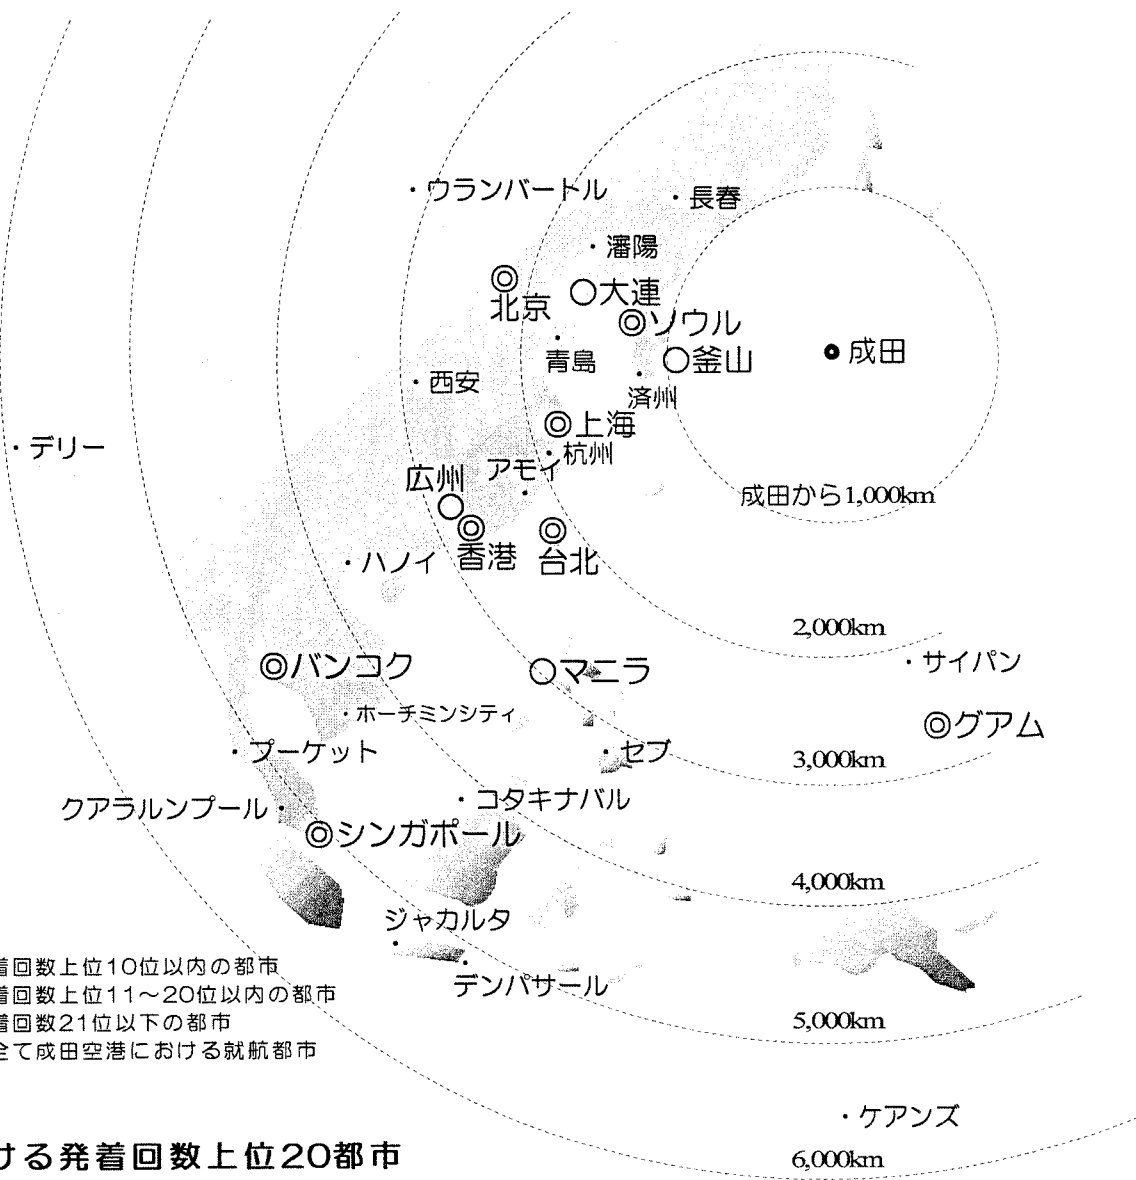 ・ウランバートル
・長春
・瀋陽
◎
北京
○大連
◎ソウル
・
青島
○釜山
成田
・西安
・
済州
・デリー
◎上海
・杭州
アモイ
・
広州
○
成田から1,000km
◎
香港
◎
台北
・ハノイ
2,000km
・サイパン
◎バンコク
○マニラ
・ホーチミンシティ
◎グアム
・プーケット
・セブ
3,000km
クアラルンプール・
・コタキナバル
◎シンガポール
4,000km
ジャカルタ
・
・
デンパサール
着回数上位10位以内の都市
着回数上位11～20位以内の都市
着回数21位以下の都市
全て成田空港における就航都市
5,000km
・ケアンズ
ける発着回数上位20都市
6,000km